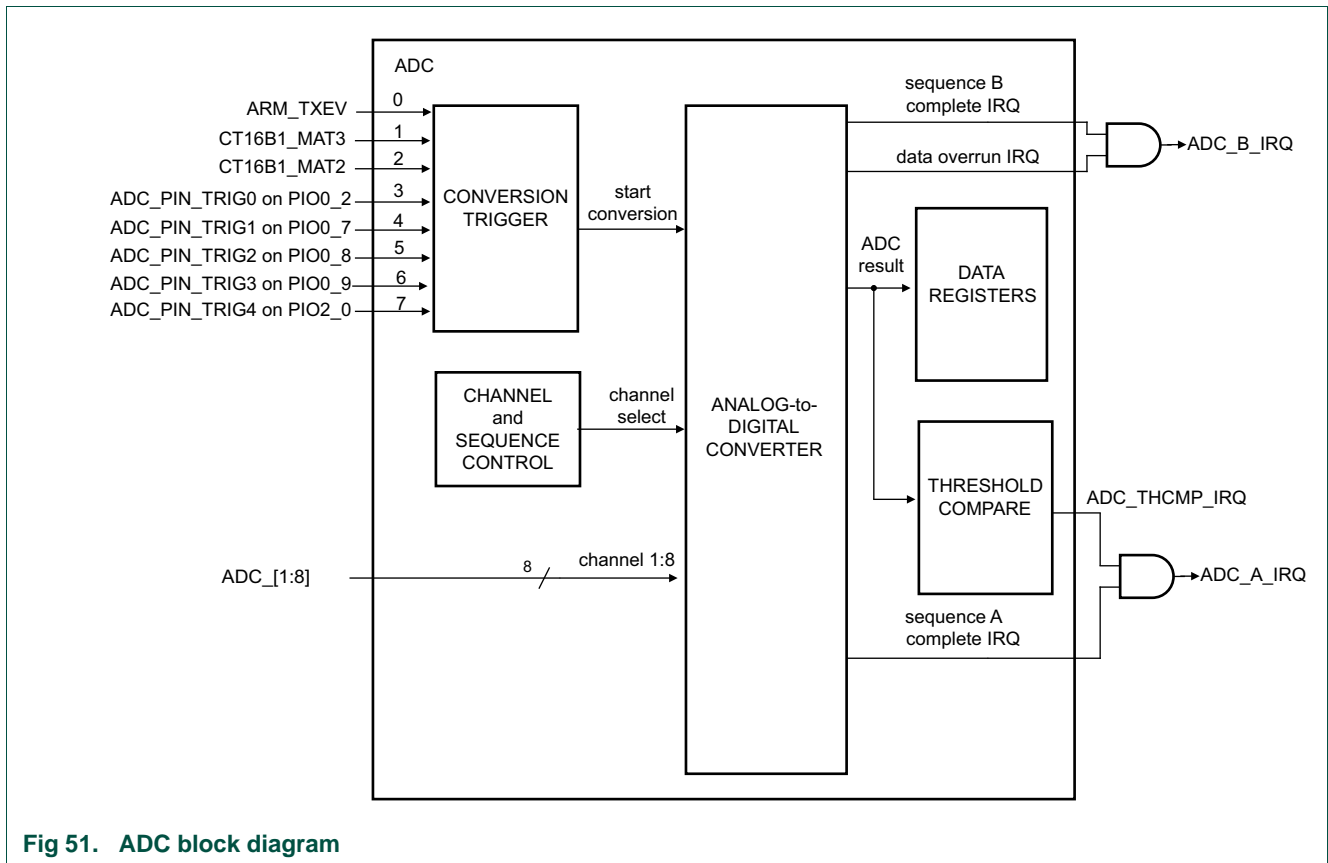 ADC
ARM_TXEV
0
CT16B1_MAT3
1
CT16B1_MAT2
2
ADC_PIN_TRIG0 on PIO0_2
3
ADC_PIN_TRIG1 on PIO0_7
4
ADC_PIN_TRIG2 on PIO0_8
5
ADC_PIN_TRIG3 on PIO0_9
6
ADC_PIN_TRIG4 on PIO2_0
7
CONVERSION
TRIGGER
start
conversion
CHANNEL
and
SEQUENCE
CONTROL
channel
select
ADC_[1:8]
8
channel 1:8
ANALOG-to-
DIGITAL
CONVERTER
sequence B
complete IRQ
data overrun IRQ
ADC_B_IRQ
ADC
result
DATA
REGISTERS
THRESHOLD
COMPARE
ADC_THCMP_IRQ
ADC_A_IRQ
sequence A
complete IRQ
Fig 51. ADC block diagram